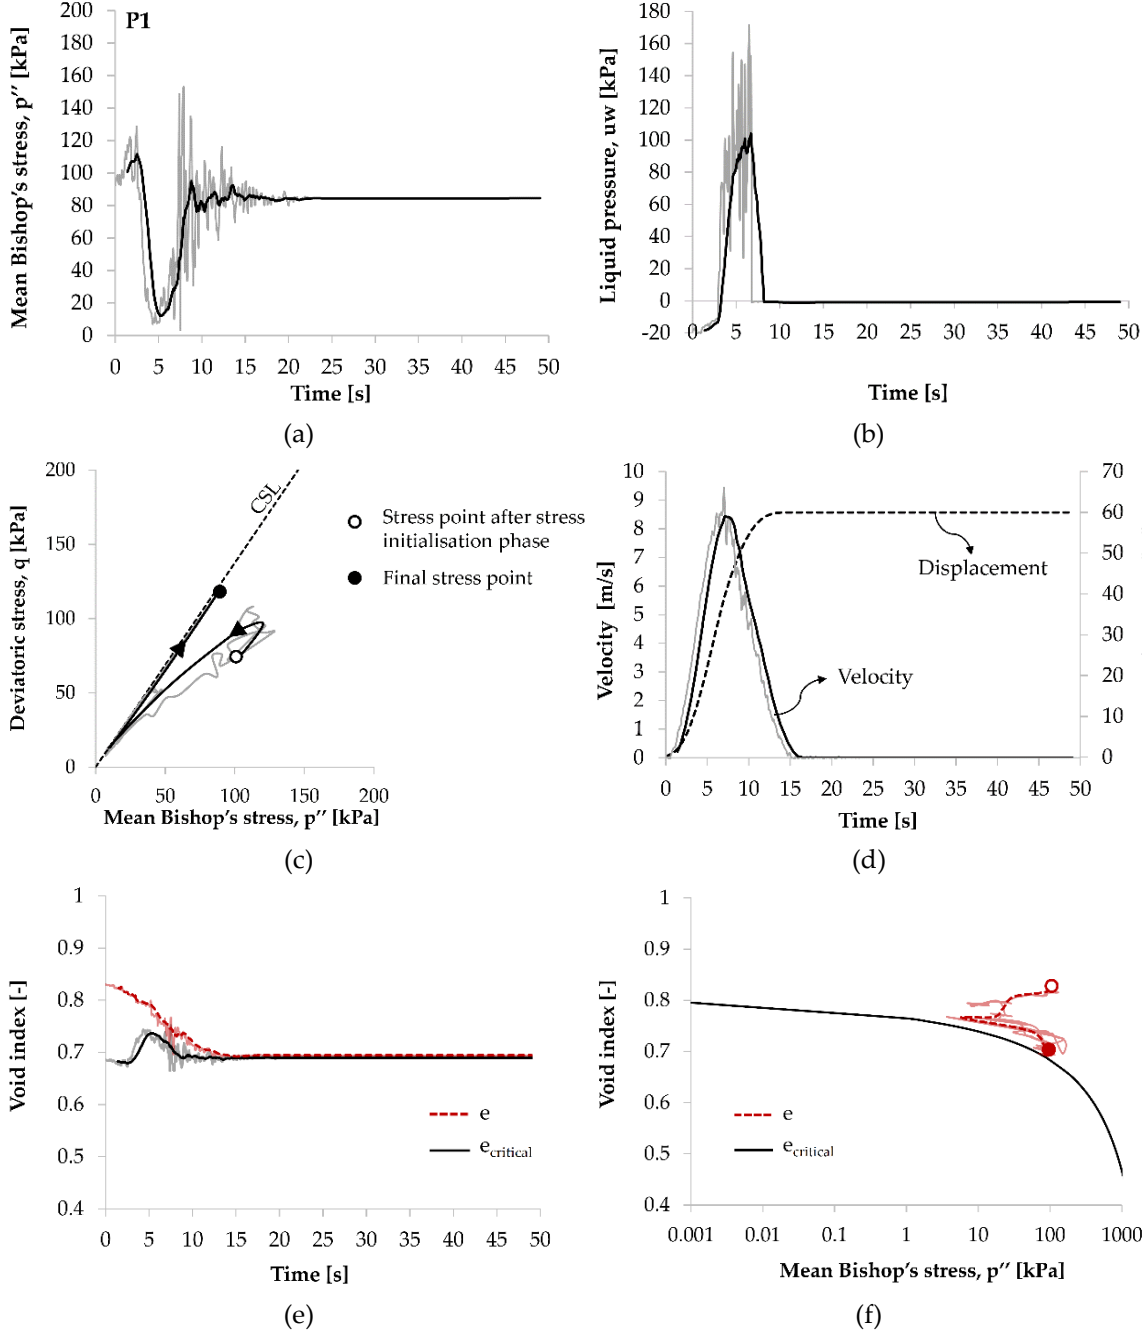 P1
Mean Bishop's stress, p'' [kPa]
200
180
160
140
120
100
80
60
40
20
0
0 5 10 15 20 25 30 35 40 45 50
Time [s]
(a)
Liquid pressure, uw [kPa]
180
160
140
120
100
80
60
40
20
0
-20
0 5 10 15 20 25 30 35 40 45 50
Time [s]
(b)
Deviatoric stress, q [kPa]
200
150
100
50
0
CSL
Stress point after stress
initialisation phase
Final stress point
0 50 100 150 200
Mean Bishop's stress, p'' [kPa]
(c)
Velocity [m/s]
10
9
8
7
6
5
4
3
2
1
0
70
60
50
40
30
20
10
0
Displacement
Velocity
0 5 10 15 20 25 30 35 40 45 50
Time [s]
(d)
Void index [-]
1
0.9
0.8
0.7
0.6
0.5
0.4
e
ecritical
0 5 10 15 20 25 30 35 40 45 50
Time [s]
(e)
Void index [-]
1
0.9
0.8
0.7
0.6
0.5
0.4
e
ecritical
0.001 0.01 0.1 1 10 100 1000
Mean Bishop's stress, p'' [kPa]
(f)